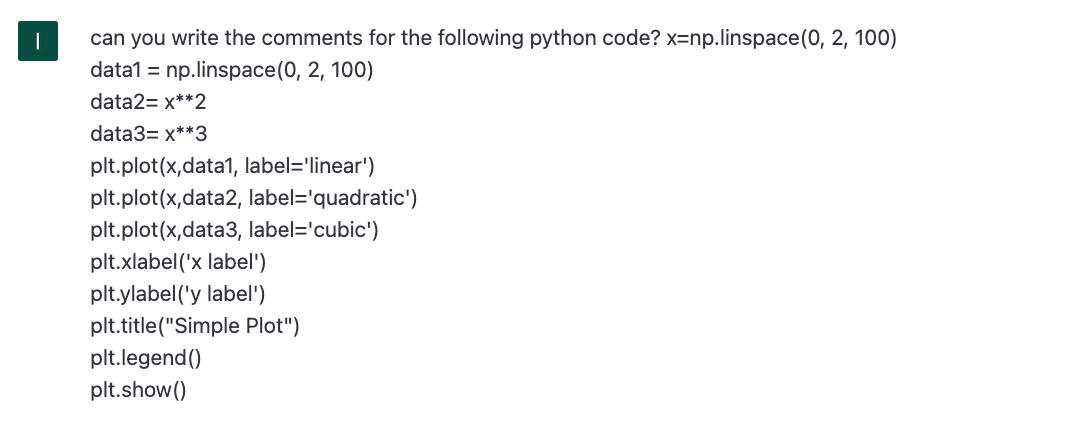 I
can you write the comments for the following python code? x=np.linspace(0, 2, 100)
data1 = np.linspace(0, 2, 100)
data2= x**2
data3= x**3
plt.plot(x,data1, label='linear')
plt.plot(x,data2, label='quadratic')
plt.plot(x,data3, label='cubic')
plt.xlabel('x label')
plt.ylabel('y label')
plt.title("Simple Plot")
plt.legend()
plt.show()